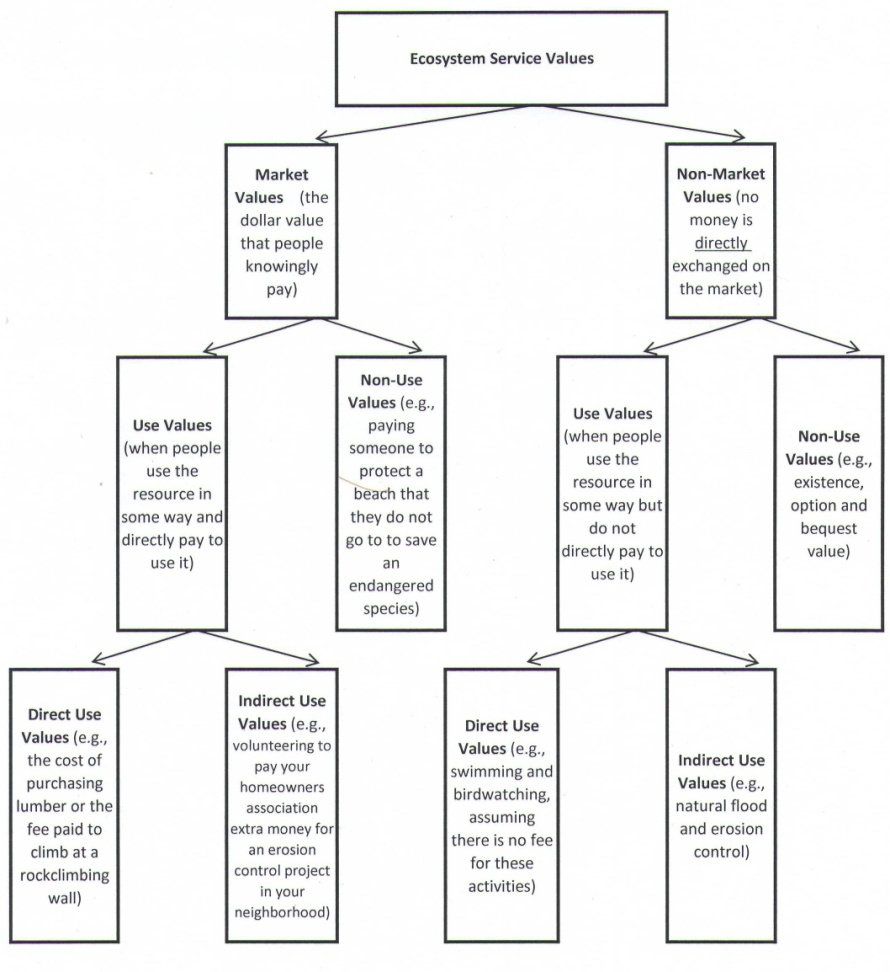 Ecosystem Service Values
Market
Values (the
dollar value
that people
knowingly
pay)
Non-Market
Values (no
money is
directly
exchanged on
the market)
Use Values
(when people
use the
resource in
some way and
directly pay to
use it)
Non-Use
Values (e.g.,
paying
someone to
protect a
beach that
they do not
go to to save
an
endangered
species)
Use Values
(when people
use the
resource in
some way but
do not
directly pay to
use it)
Non-Use
Values (e.g.,
existence,
option and
bequest
value)
Direct Use
Values (e.g.,
the cost of
purchasing
lumber or the
fee paid to
climb at a
rockclimbing
wall)
Indirect Use
Values (e.g.,
volunteering to
pay your
homeowners
association
extra money for
an erosion
control project
in your
neighborhood)
Direct Use
Values (e.g.,
swimming and
birdwatching,
assuming
there is no fee
for these
activities)
Indirect Use
Values (e.g.,
natural flood
and erosion
control)